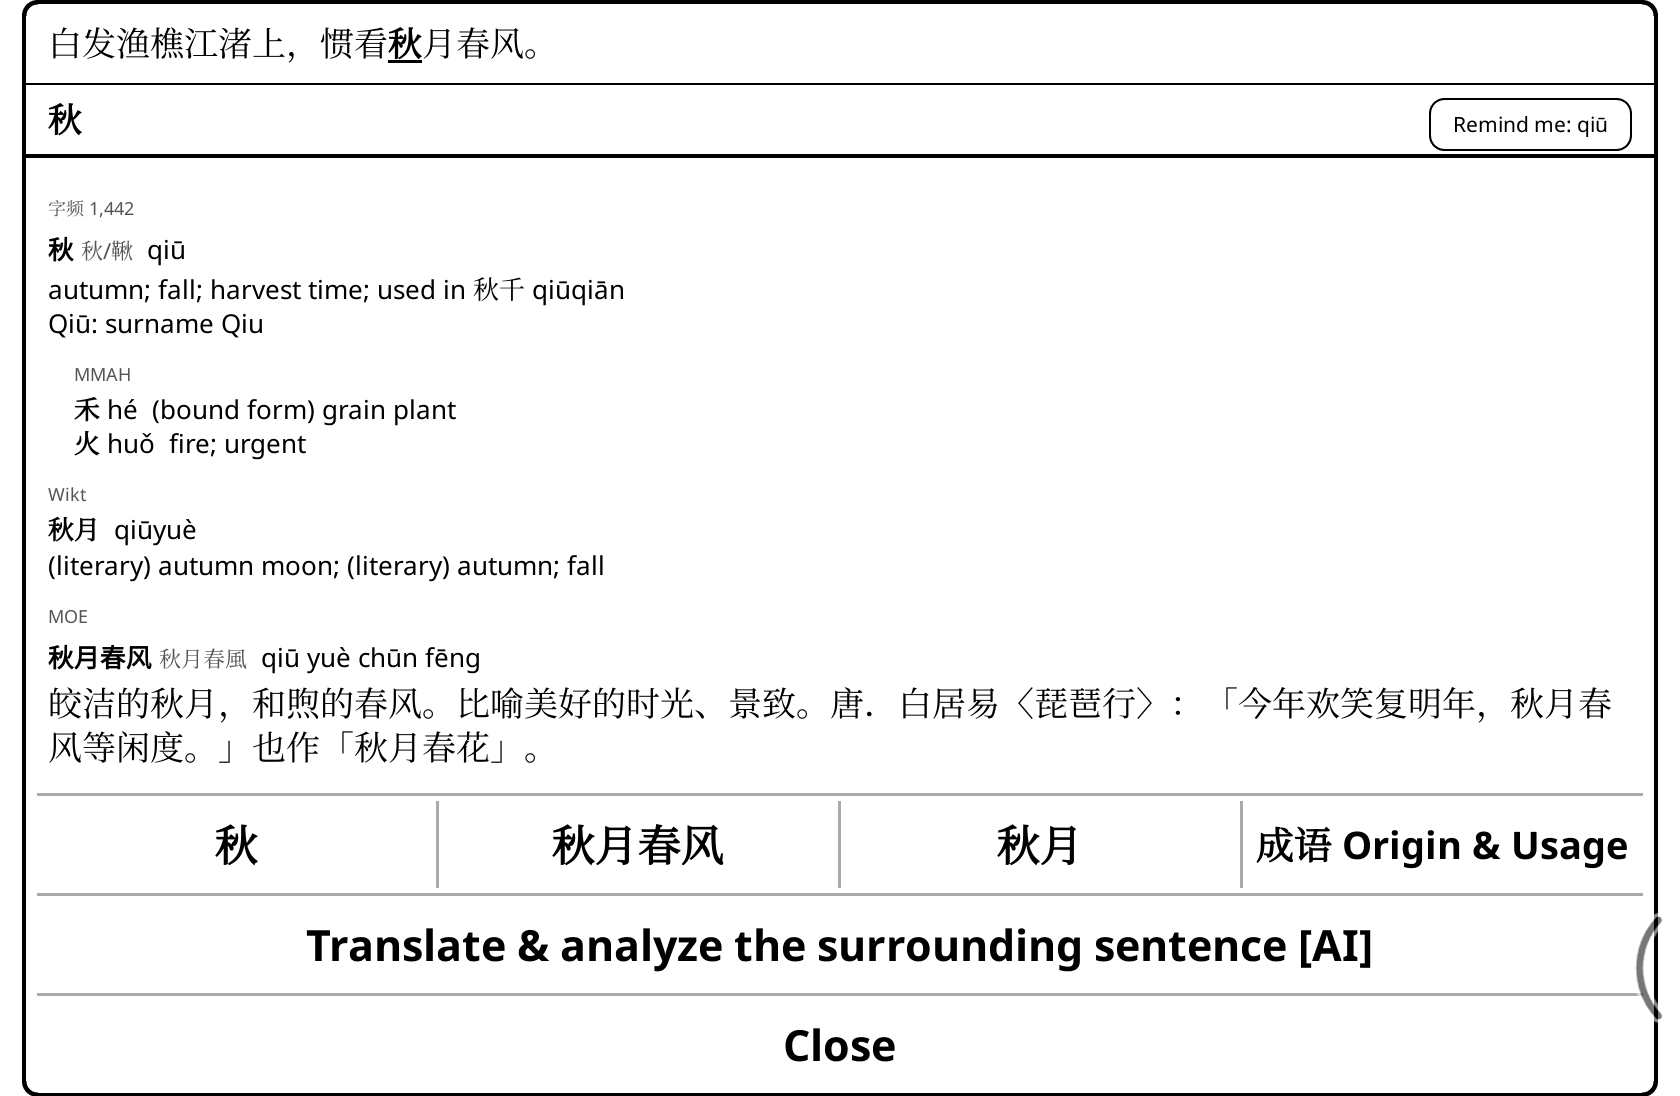 白发渔樵江渚上，惯看秋月春风。
秋
Remind me: qiū
字频 1,442
秋 秋/鞦 qiū
autumn; fall; harvest time; used in 秋千 qiūqiān
Qiū: surname Qiu
MMAH
禾 hé (bound form) grain plant
火 huǒ fire; urgent
Wikt
秋月 qiūyuè
(literary) autumn moon; (literary) autumn; fall
MOE
秋月春风 秋月春風 qiū yuè chūn fēng
皎洁的秋月，和煦的春风。比喻美好的时光、景致。唐．白居易〈琵琶行〉：「今年欢笑复明年，秋月春
风等闲度。」也作「秋月春花」。
秋 秋月春风 秋月 成语 Origin & Usage
Translate & analyze the surrounding sentence [AI]
Close